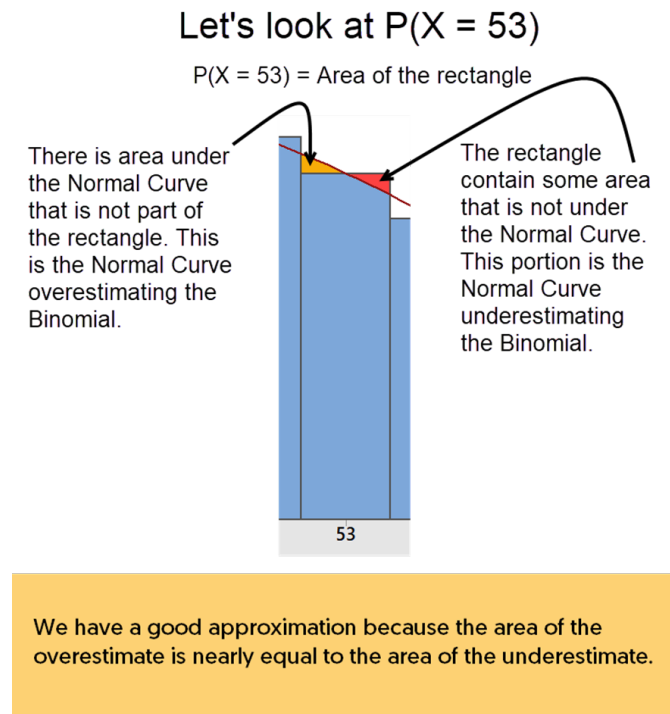 Let's look at P(X = 53)
P(X = 53) = Area of the rectangle
There is area under
the Normal Curve
that is not part of
the rectangle. This
is the Normal Curve
overestimating the
Binomial.
The rectangle
contain some area
that is not under
the Normal Curve.
This portion is the
Normal Curve
underestimating
the Binomial.
53
We have a good approximation because the area of the
overestimate is nearly equal to the area of the underestimate.